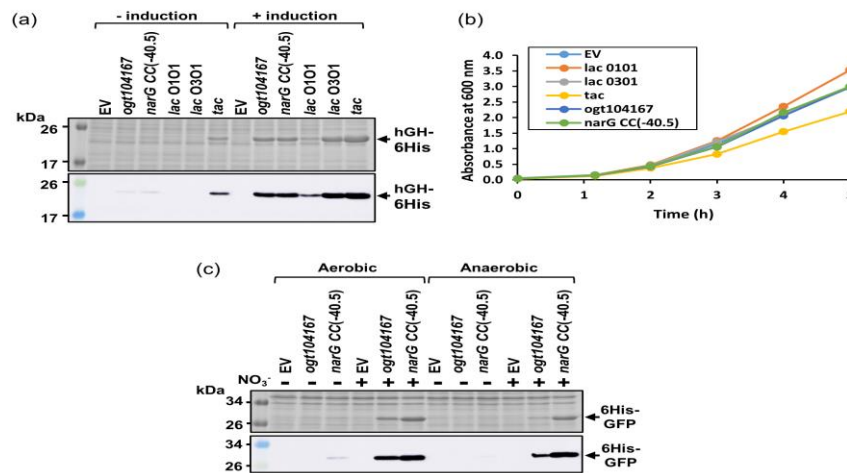 (a)
- induction + induction
EV ogt104167 narG CC(-40.5) lac O1O1 lac O3O1 tac EV ogt104167 narG CC(-40.5) lac O1O1 lac O3O1 tac
kDa
26
17
hGH-
6His
26
17
hGH-
6His
(b)
Absorbance at 600 nm
4.0
3.5
3.0
2.5
2.0
1.5
1.0
0.5
0.0
EV
lac 0101
lac 0301
tac
ogt104167
narG CC(-40.5)
0 1 2 3 4
Time (h)
(c)
Aerobic Anaerobic
EV ogt104167 narG CC(-40.5) EV ogt104167 narG CC(-40.5) EV ogt104167 narG CC(-40.5) EV ogt104167 narG CC(-40.5)
NO3- - - - + + + - - - + + +
kDa
34
26
6His-
GFP
34
26
6His-
GFP